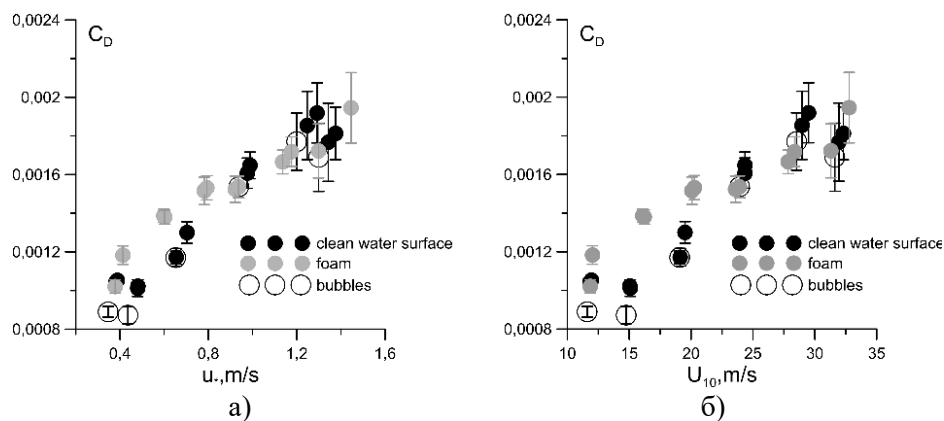 0,0024
C_D
0,002
0,0016
0,0012
0,0008
clean water surface
foam
bubbles
0,4 0,8 1,2 1,6
u*,m/s
а)
0,0024
C_D
0,002
0,0016
0,0012
0,0008
clean water surface
foam
bubbles
10 15 20 25 30 35
U₁₀,m/s
б)